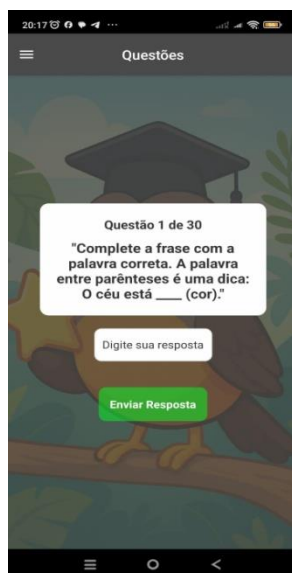 20:17
Questões
Questão 1 de 30
"Complete a frase com a
palavra correta. A palavra
entre parênteses é uma dica:
O céu está ____ (cor)."
Digite sua resposta
Enviar Resposta